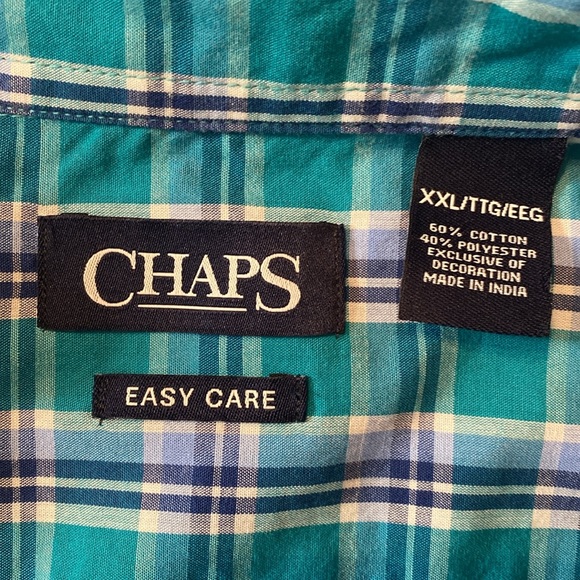 CHAPS
EASY CARE
XXL/TTG/EEG
60% COTTON
40% POLYESTER
EXCLUSIVE OF
DECORATION
MADE IN INDIA